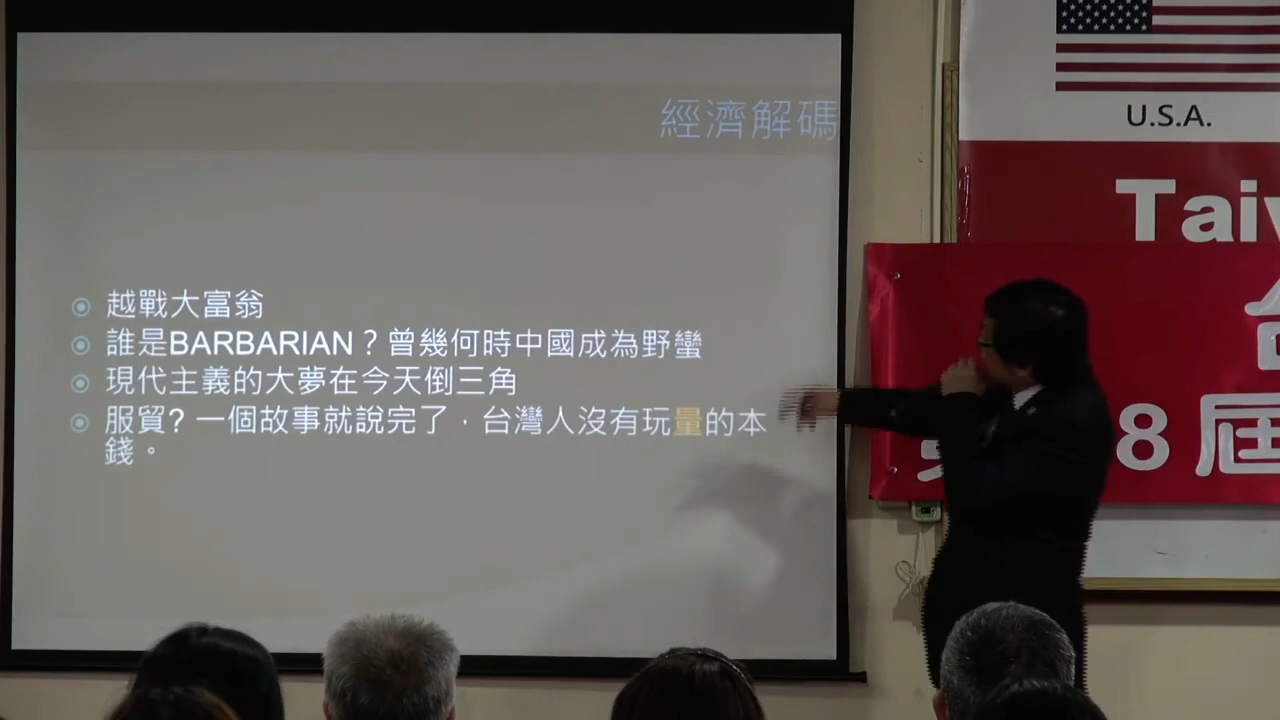 經濟解碼
越戰大富翁
誰是BARBARIAN？曾幾何時中國成為野蠻
現代主義的大夢在今天倒三角
服貿？一個故事就說完了，台灣人沒有玩量的本
錢。
U.S.A.
Tai
8屆